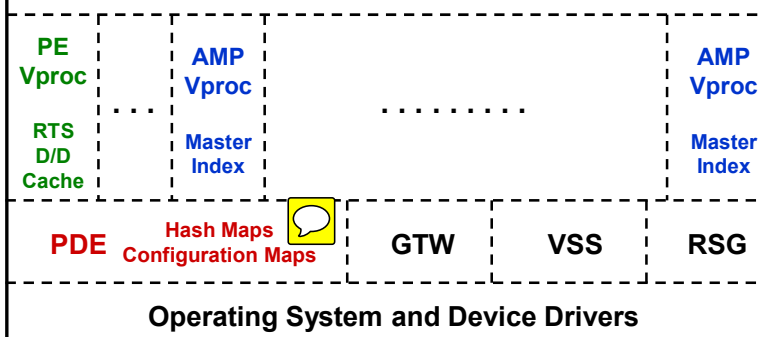 PE
Vproc
RTS
D/D
Cache
. . .
AMP
Vproc
Master
Index
. . . . . . . . .
AMP
Vproc
Master
Index
PDE
Hash Maps
Configuration Maps
GTW
VSS
RSG
Operating System and Device Drivers